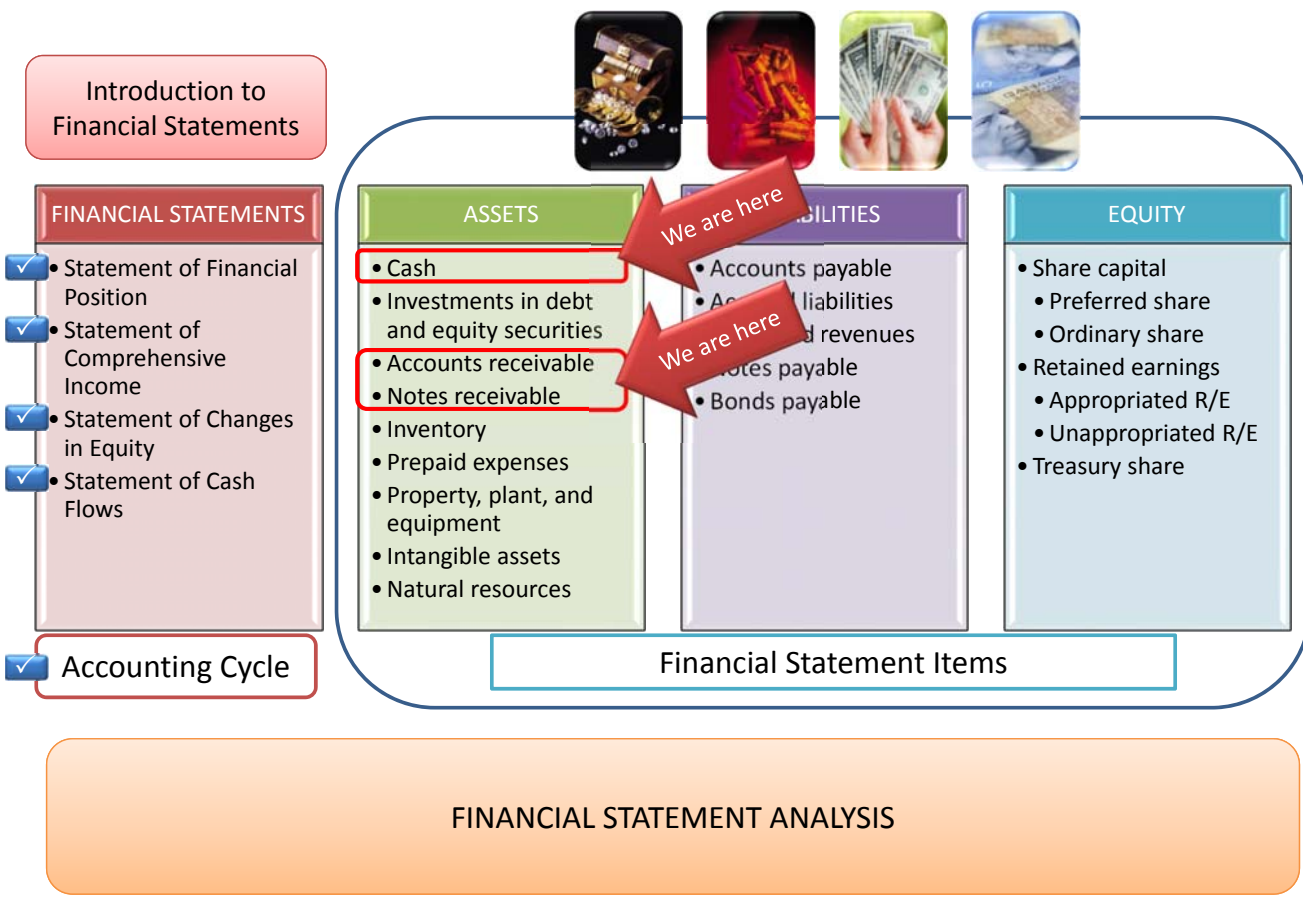 Introduction to
Financial Statements
FINANCIAL STATEMENTS
• Statement of Financial
Position
• Statement of
Comprehensive
Income
• Statement of Changes
in Equity
• Statement of Cash
Flows
Accounting Cycle
ASSETS
• Cash
• Investments in debt
and equity securities
• Accounts receivable
• Notes receivable
• Inventory
• Prepaid expenses
• Property, plant, and
equipment
• Intangible assets
• Natural resources
We are here
We are here
BILITIES
• Accounts payable
• liabilities
revenues
payable
• Bonds payable
EQUITY
• Share capital
• Preferred share
• Ordinary share
• Retained earnings
• Appropriated R/E
• Unappropriated R/E
• Treasury share
Financial Statement Items
FINANCIAL STATEMENT ANALYSIS